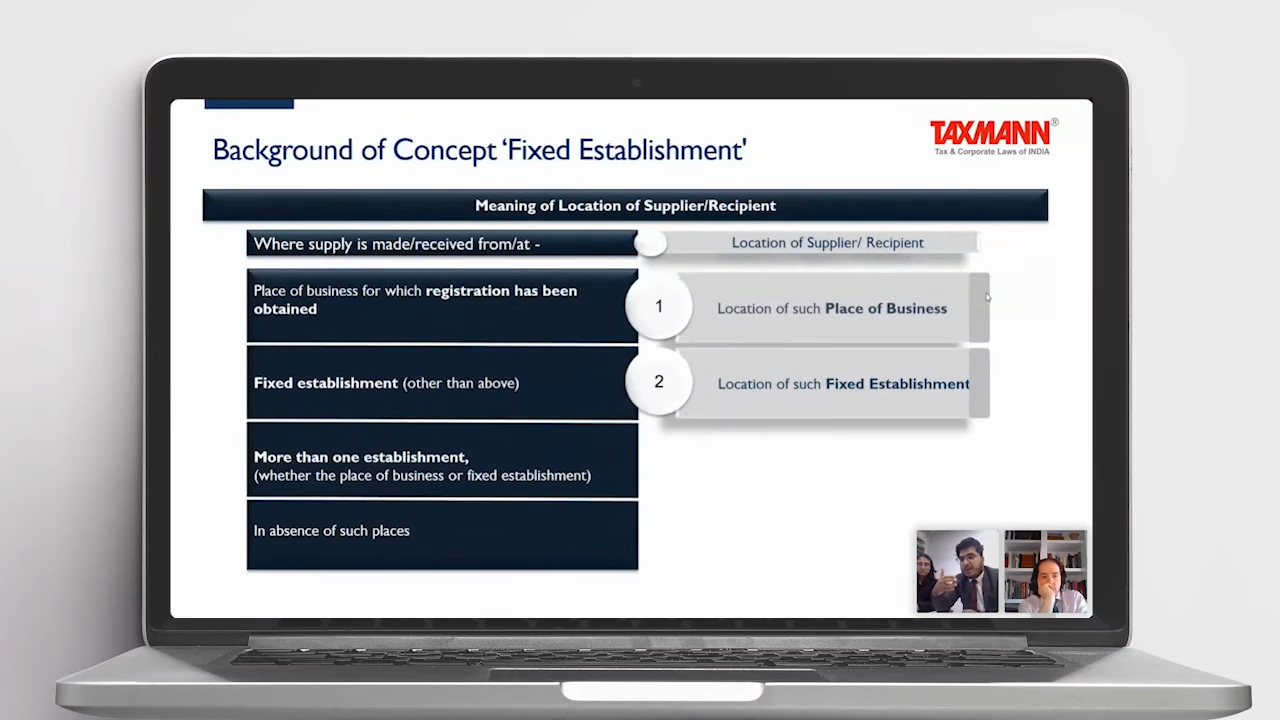 TAXMANN®
Tax & Corporate Laws of INDIA
Background of Concept ‘Fixed Establishment'
Meaning of Location of Supplier/Recipient
Where supply is made/received from/at -
Location of Supplier/ Recipient
Place of business for which registration has been
obtained
1
Location of such Place of Business
Fixed establishment (other than above)
2
Location of such Fixed Establishment
More than one establishment,
(whether the place of business or fixed establishment)
In absence of such places